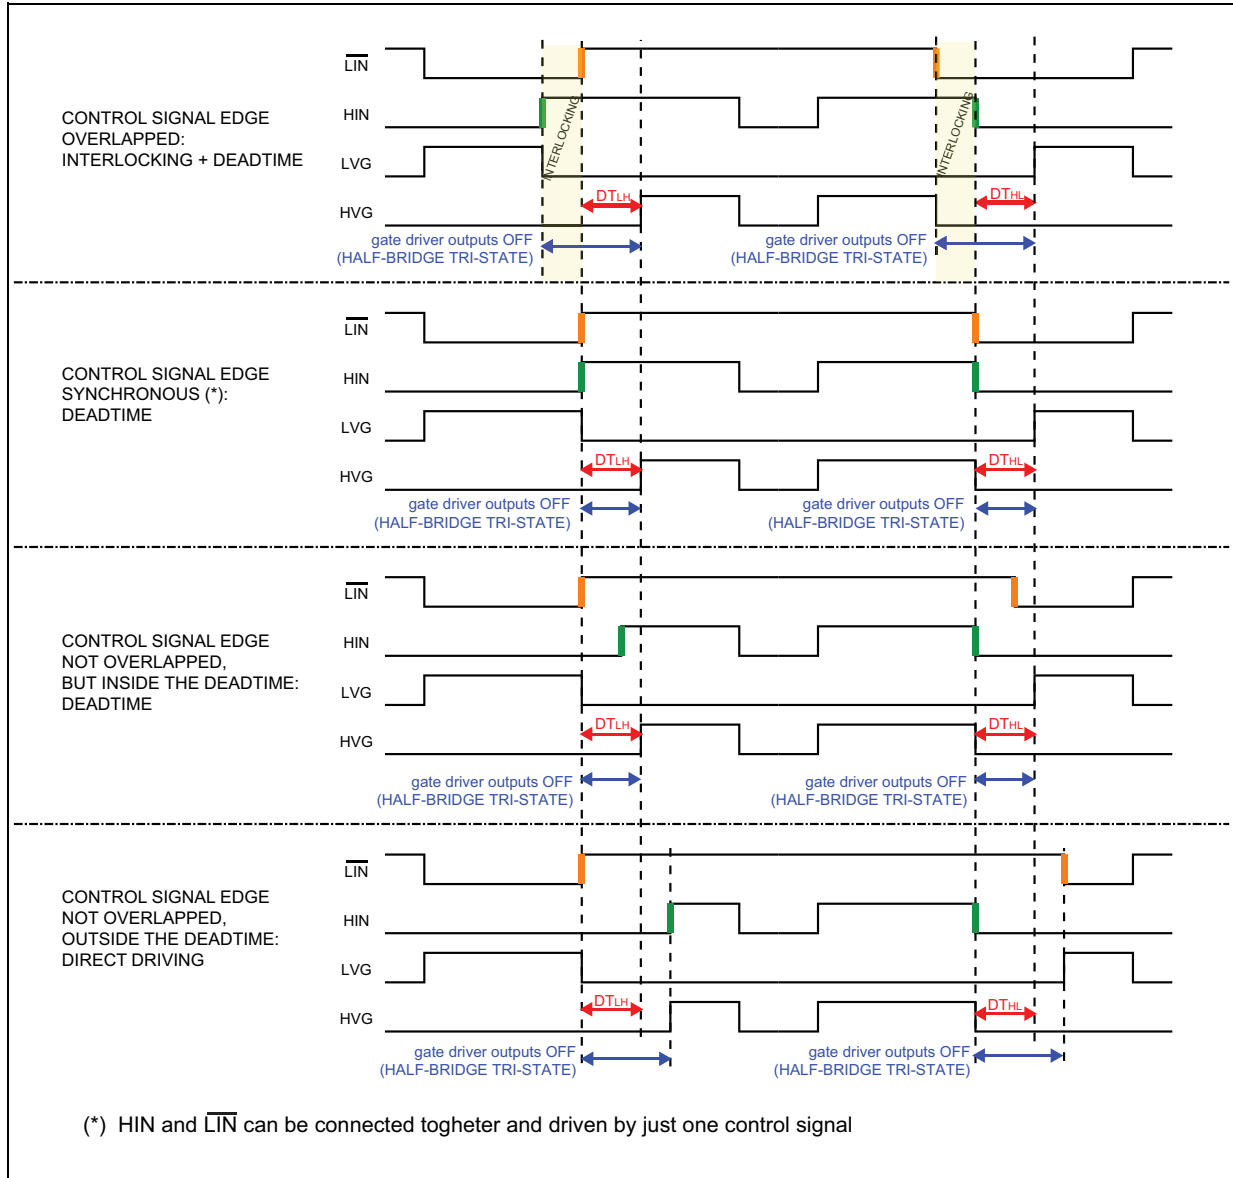 LIN
CONTROL SIGNAL EDGE
OVERLAPPED:
INTERLOCKING + DEADTIME
HIN
INTERLOCKING
INTERLOCKING
LVG
DTLH
DTHL
HVG
gate driver outputs OFF
(HALF-BRIDGE TRI-STATE)
gate driver outputs OFF
(HALF-BRIDGE TRI-STATE)
LIN
CONTROL SIGNAL EDGE
SYNCHRONOUS (*):
DEADTIME
HIN
LVG
DTLH
DTHL
HVG
gate driver outputs OFF
(HALF-BRIDGE TRI-STATE)
gate driver outputs OFF
(HALF-BRIDGE TRI-STATE)
LIN
CONTROL SIGNAL EDGE
NOT OVERLAPPED,
BUT INSIDE THE DEADTIME:
DEADTIME
HIN
LVG
DTLH
DTHL
HVG
gate driver outputs OFF
(HALF-BRIDGE TRI-STATE)
gate driver outputs OFF
(HALF-BRIDGE TRI-STATE)
LIN
CONTROL SIGNAL EDGE
NOT OVERLAPPED,
OUTSIDE THE DEADTIME:
DIRECT DRIVING
HIN
LVG
DTLH
DTHL
HVG
gate driver outputs OFF
(HALF-BRIDGE TRI-STATE)
gate driver outputs OFF
(HALF-BRIDGE TRI-STATE)
(*) HIN and LIN can be connected togheter and driven by just one control signal